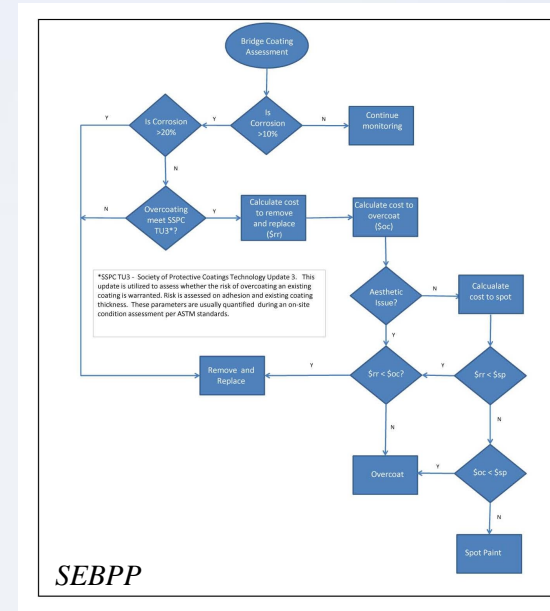 Bridge Coating
Assessment
Is Corrosion
>20%
Y
Y
Is
Corrosion
>10%
N
Continue
monitoring
N
N
Overcoating
meet SSPC
TU3*?
Y
Calculate cost
to remove
and replace
($rr)
Calculate cost to
overcoat
($oc)
*SSPC TU3 - Society of Protective Coatings Technology Update 3. This
update is utilized to assess whether the risk of overcoating an existing
coating is warranted. Risk is assessed on adhesion and existing coating
thickness. These parameters are usually quantified during an on-site
condition assessment per ASTM standards.
Aesthetic
Issue?
N
Calcualate
cost to spot
Y
Remove and
Replace
Y
$rr < $oc?
Y
$rr < $sp
N
N
Overcoat
Y
$oc < $sp
N
Spot Paint
SEBPP